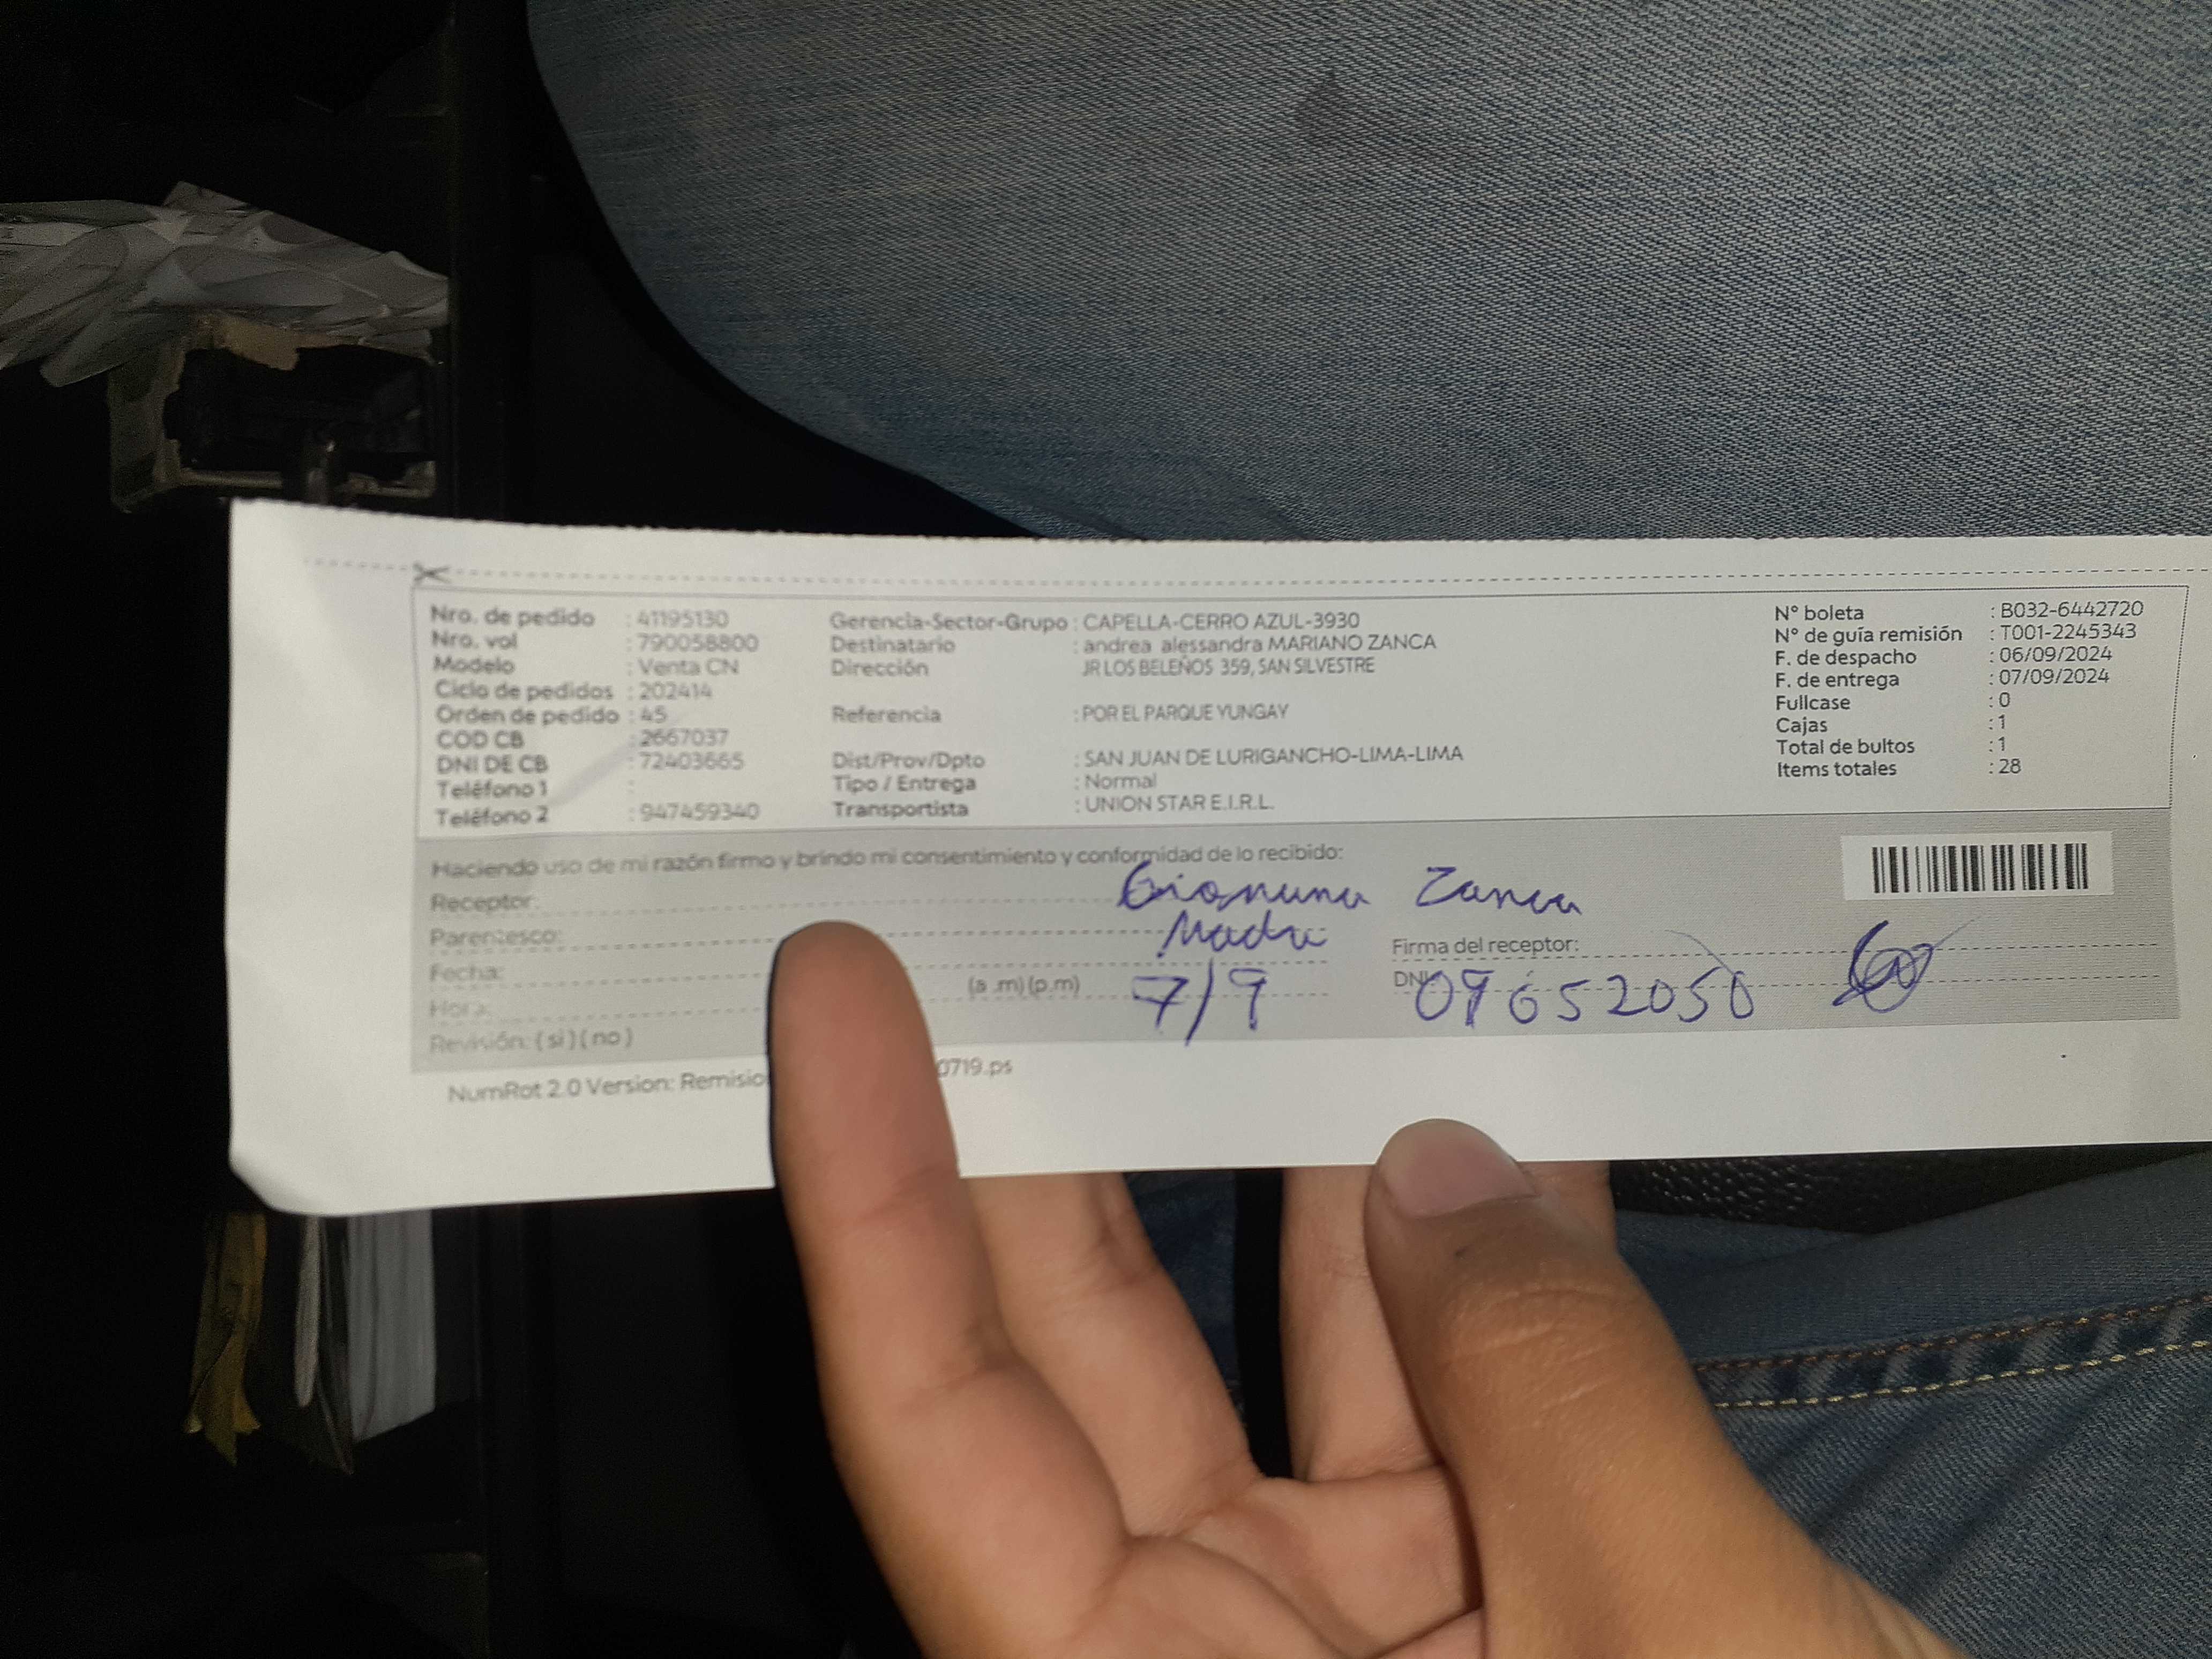 Nro. de pedido : 41195130
Nro. vol : 790058800
Modelo : Venta CN
Ciclo de pedidos : 202414
Orden de pedido : 45
COD CB : 2667037
DNI DE CB : 72403665
Teléfono 1 :
Teléfono 2 : 947459340
Gerencia-Sector-Grupo : CAPELLA-CERRO AZUL-3930
Destinatario : andrea alessandra MARIANO ZANCA
Dirección JR LOS BELEÑOS 359, SAN SILVESTRE
Referencia : POR EL PARQUE YUNGAY
Dist/Prov/Dpto : SAN JUAN DE LURIGANCHO-LIMA-LIMA
Tipo / Entrega : Normal
Transportista : UNION STAR E.I.R.L.
N° boleta : B032-6442720
N° de guía remisión : T001-2245343
F. de despacho : 06/09/2024
F. de entrega : 07/09/2024
Fullcase : 0
Cajas : 1
Total de bultos : 1
Items totales : 28
Haciendo uso de mi razón firmo y brindo mi consentimiento y conformidad de lo recibido:
Receptor: Zanca
Parentesco: Madre
Firma del receptor:
Fecha: 7/9
DNI 09652050
Hora: (a .m) (p.m)
Revisión: ( si ) ( no )
NumRot 2.0 Version: Remisio 0719.ps